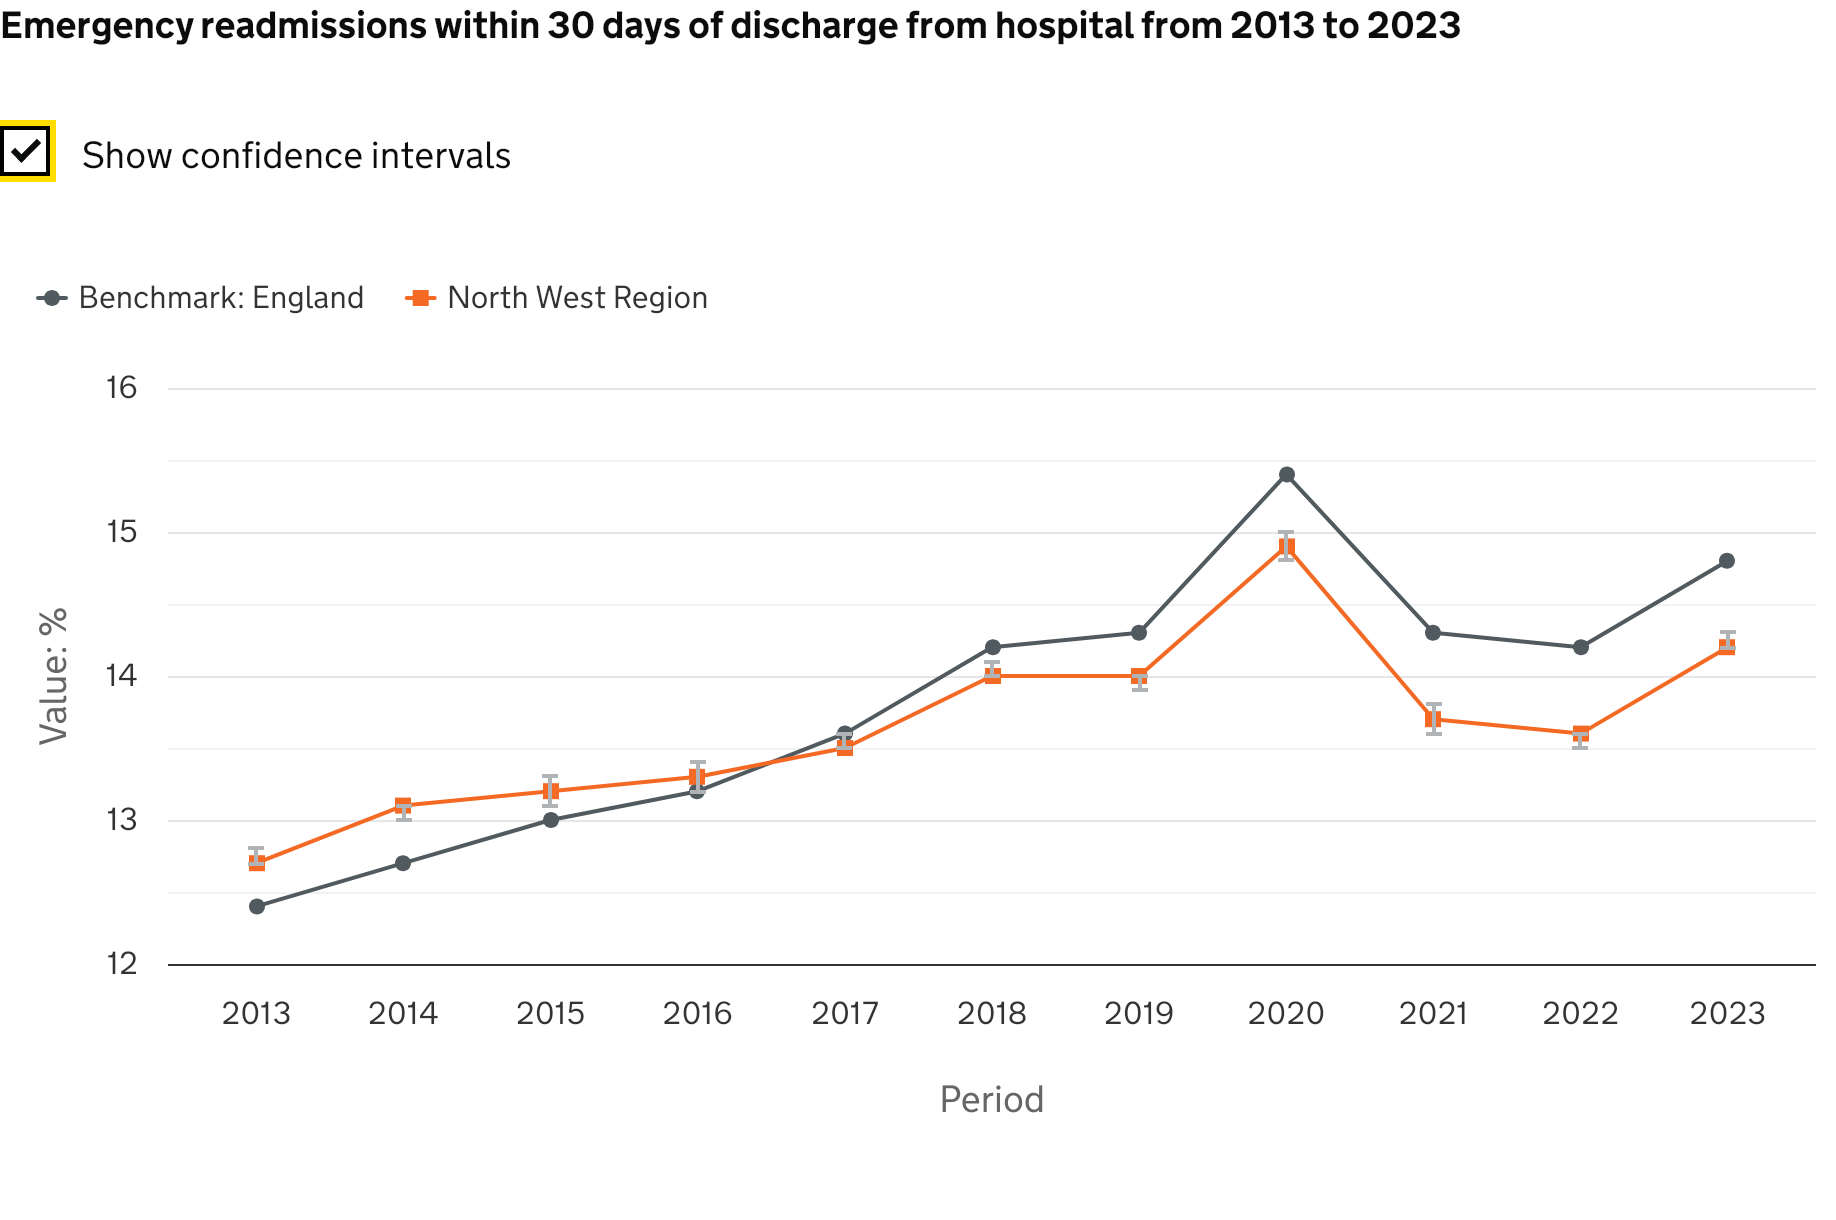 Emergency readmissions within 30 days of discharge from hospital from 2013 to 2023
Show confidence intervals
Benchmark: England North West Region
16
15
14
13
12
Value: %
2013 2014 2015 2016 2017 2018 2019 2020 2021 2022 2023
Period